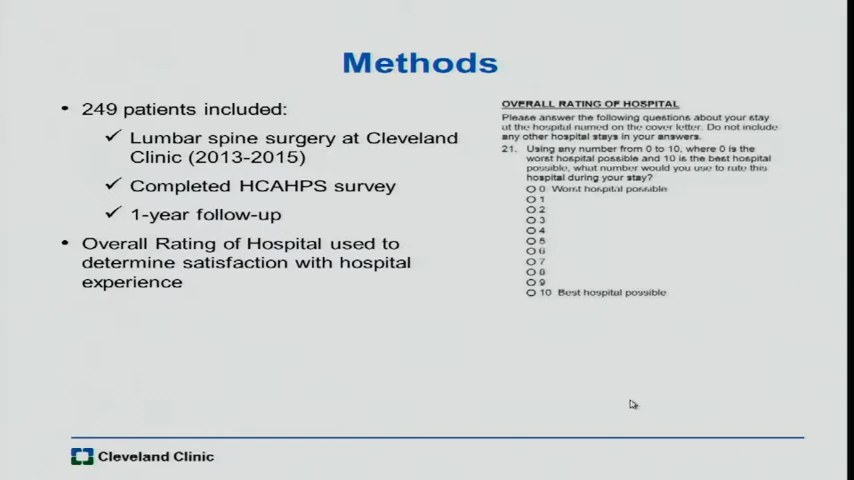 Methods
• 249 patients included:
✓ Lumbar spine surgery at Cleveland
Clinic (2013-2015)
✓ Completed HCAHPS survey
✓ 1-year follow-up
• Overall Rating of Hospital used to
determine satisfaction with hospital
experience
OVERALL RATING OF HOSPITAL
Please answer the following questions about your stay
at the hospital named on the cover letter. Do not include
any other hospital stays in your answers.
21. Using any number from 0 to 10, where 0 is the
worst hospital possible and 10 is the best hospital
possible, what number would you use to rate this
hospital during your stay?
0 Worst hospital possible
1
2
3
4
5
6
7
8
9
10 Best hospital possible
Cleveland Clinic